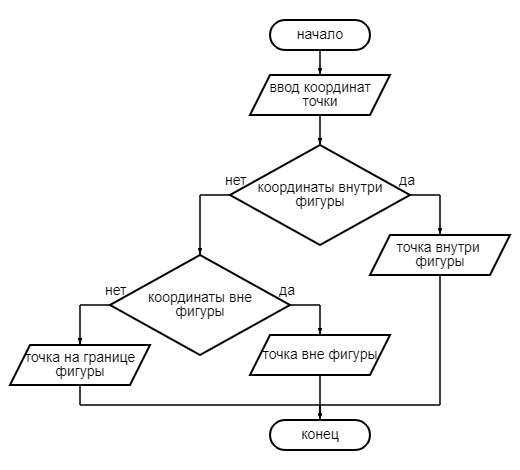 начало
ввод координат
точки
нет
да
координаты внутри
фигуры
точка внутри
фигуры
нет
да
координаты вне
фигуры
точка на границе
фигуры
точка вне фигуры
конец